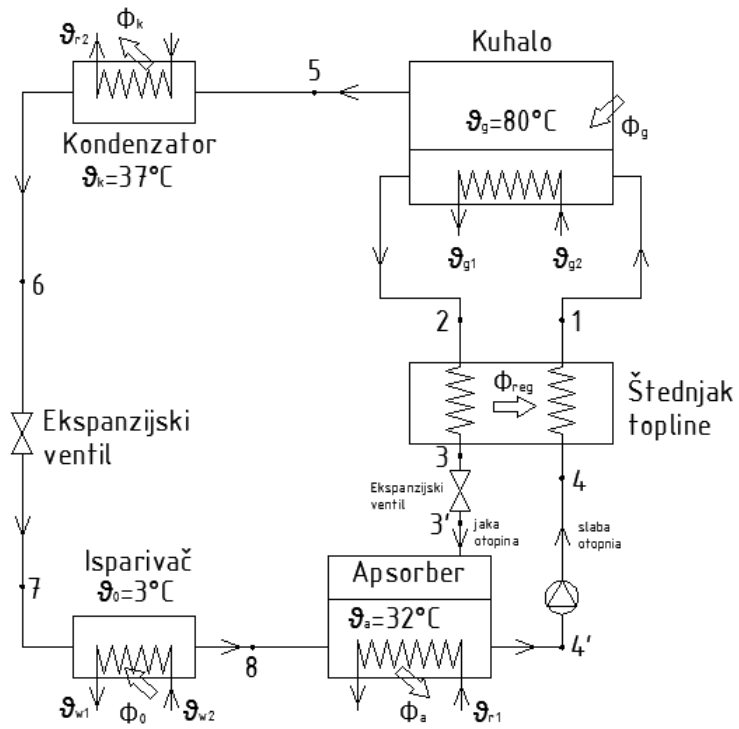 Φk
ϑr2
Kuhalo
5
ϑg=80°C
Φg
Kondenzator
ϑk=37°C
ϑg1
ϑg2
6
2
1
Φreg
Štednjak
topline
Ekspanzijski
ventil
3
4
Ekspanzijski
ventil
3'
jaka
otopina
slaba
otopnia
Isparivač
ϑ0=3°C
Apsorber
7
ϑa=32°C
8
4'
ϑw1
Φ0
ϑw2
Φa
ϑr1